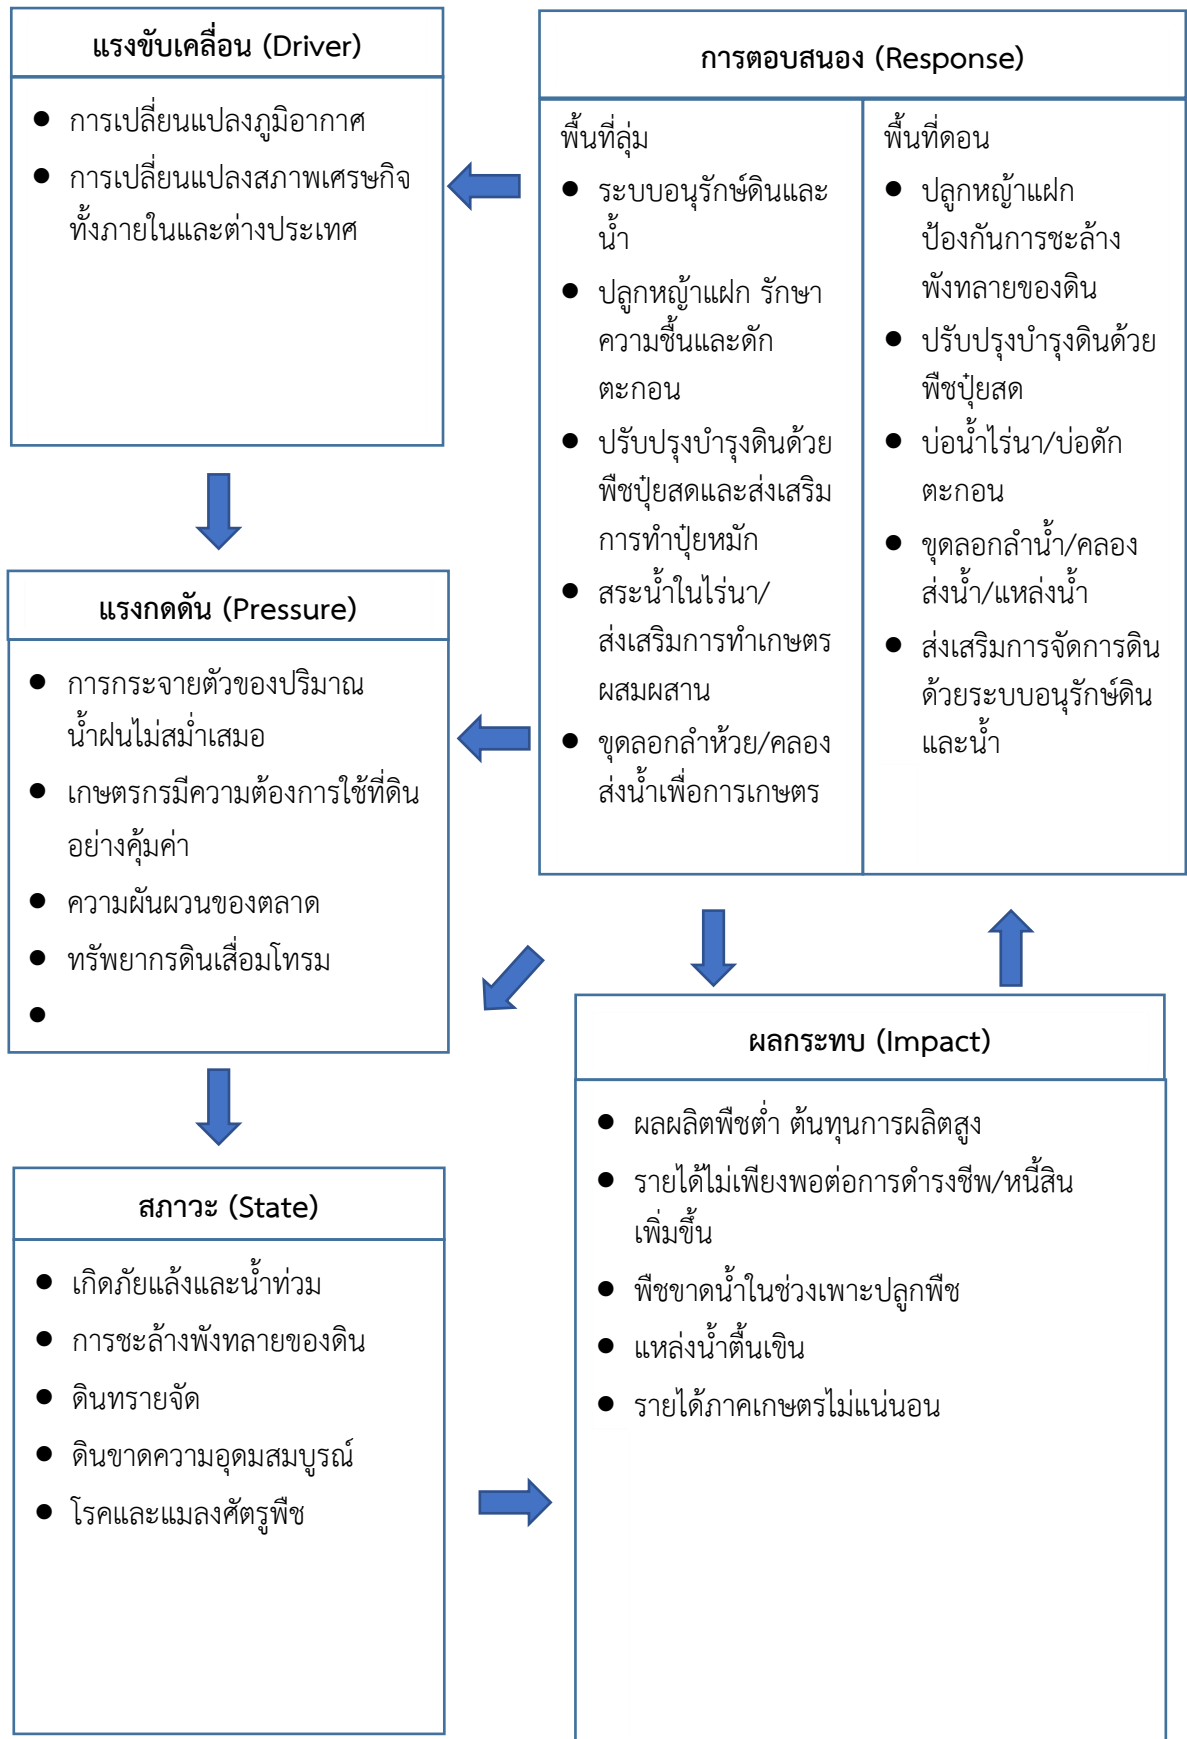 แรงขับเคลื่อน (Driver)
● การเปลี่ยนแปลงภูมิอากาศ
● การเปลี่ยนแปลงสภาพเศรษฐกิจ
ทั้งภายในและต่างประเทศ
การตอบสนอง (Response)
พื้นที่ลุ่ม
● ระบบอนุรักษ์ดินและ
น้ำ
● ปลูกหญ้าแฝก รักษา
ความชื้นและดัก
ตะกอน
● ปรับปรุงบำรุงดินด้วย
พืชปุ๋ยสดและส่งเสริม
การทำปุ๋ยหมัก
● สระน้ำในไร่นา/
ส่งเสริมการทำเกษตร
ผสมผสาน
● ขุดลอกลำห้วย/คลอง
ส่งน้ำเพื่อการเกษตร
พื้นที่ดอน
● ปลูกหญ้าแฝก
ป้องกันการชะล้าง
พังทลายของดิน
● ปรับปรุงบำรุงดินด้วย
พืชปุ๋ยสด
● บ่อน้ำไร่นา/บ่อดัก
ตะกอน
● ขุดลอกลำน้ำ/คลอง
ส่งน้ำ/แหล่งน้ำ
● ส่งเสริมการจัดการดิน
ด้วยระบบอนุรักษ์ดิน
และน้ำ
แรงกดดัน (Pressure)
● การกระจายตัวของปริมาณ
น้ำฝนไม่สม่ำเสมอ
● เกษตรกรมีความต้องการใช้ที่ดิน
อย่างคุ้มค่า
● ความผันผวนของตลาด
● ทรัพยากรดินเสื่อมโทรม
●
สภาวะ (State)
● เกิดภัยแล้งและน้ำท่วม
● การชะล้างพังทลายของดิน
● ดินทรายจัด
● ดินขาดความอุดมสมบูรณ์
● โรคและแมลงศัตรูพืช
ผลกระทบ (Impact)
● ผลผลิตพืชต่ำ ต้นทุนการผลิตสูง
● รายได้ไม่เพียงพอต่อการดำรงชีพ/หนี้สิน
เพิ่มขึ้น
● พืชขาดน้ำในช่วงเพาะปลูกพืช
● แหล่งน้ำตื้นเขิน
● รายได้ภาคเกษตรไม่แน่นอน